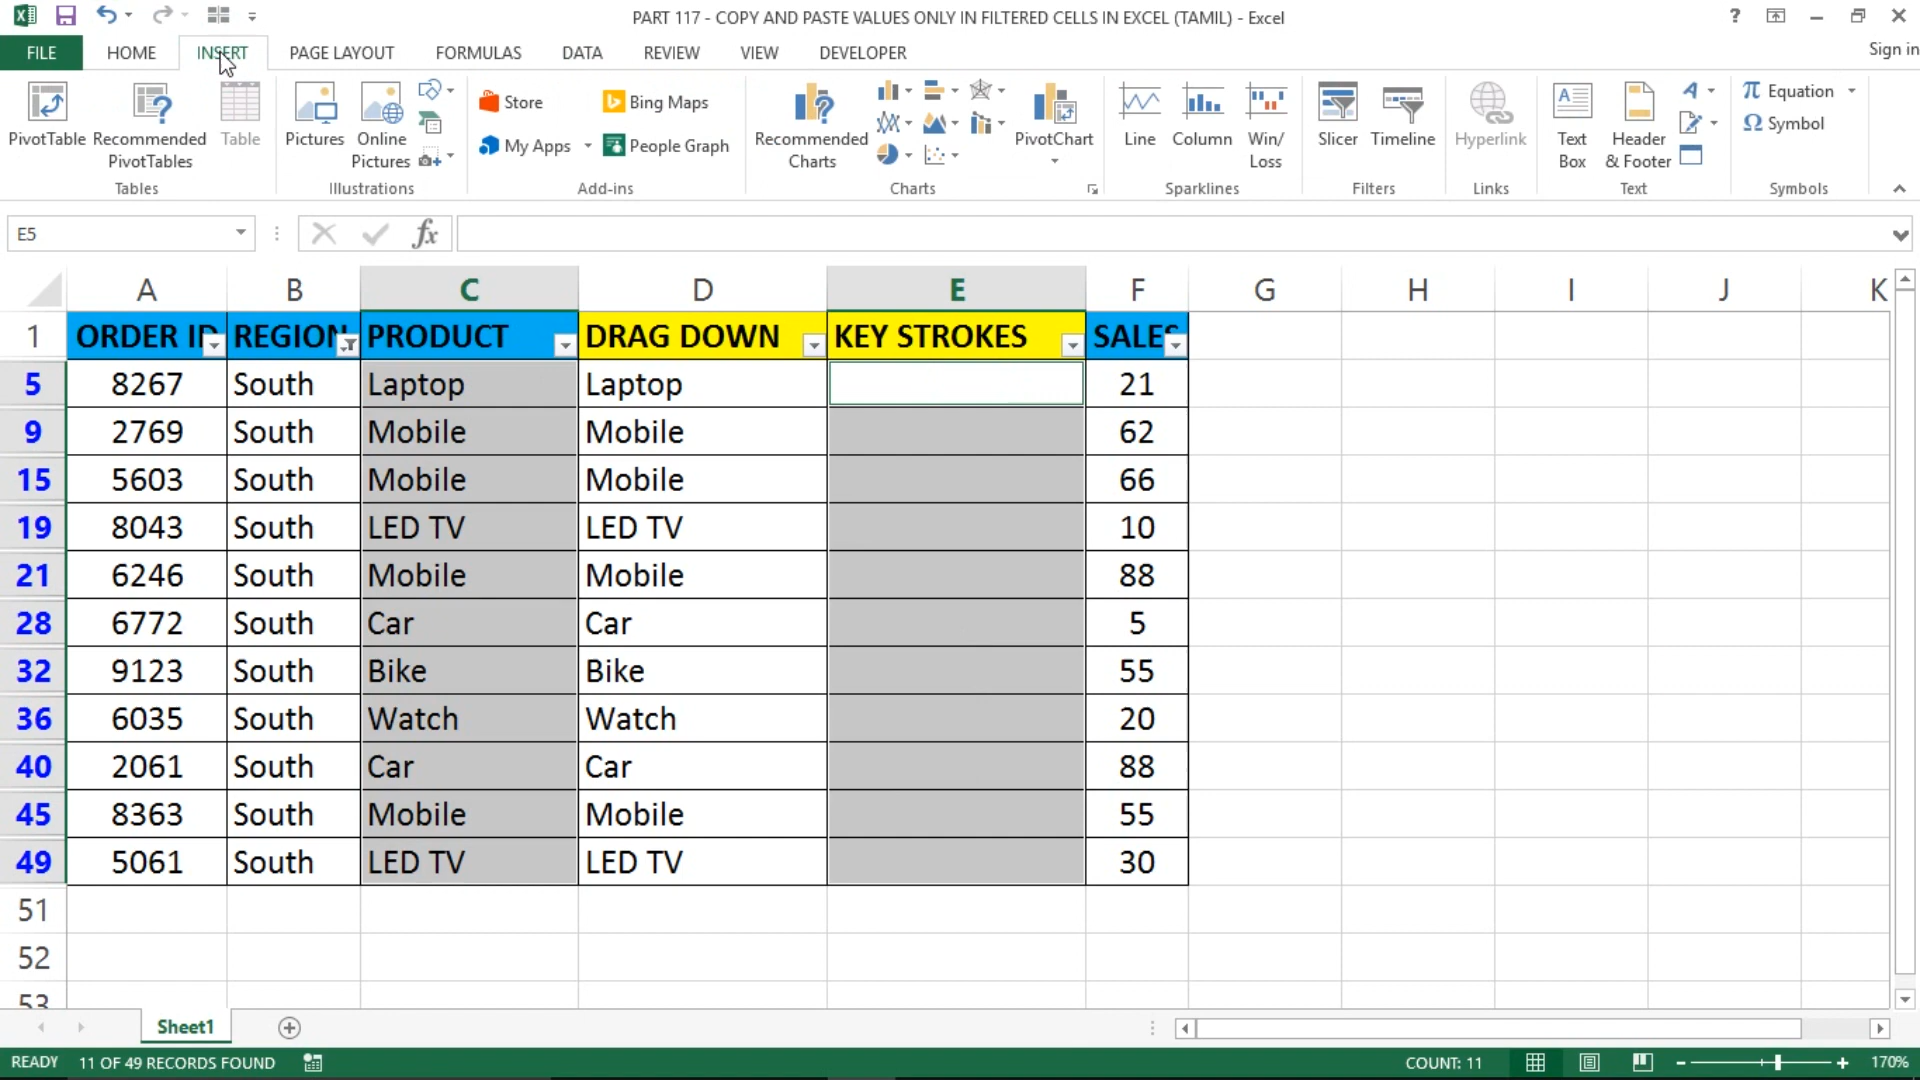 PART 117 - COPY AND PASTE VALUES ONLY IN FILTERED CELLS IN EXCEL (TAMIL) - Excel
?
FILE HOME INSERT PAGE LAYOUT FORMULAS DATA REVIEW VIEW DEVELOPER Sign in
Store Bing Maps Equation
Symbol
PivotTable Recommended PivotTables Table Pictures Online Pictures My Apps People Graph Recommended Charts PivotChart Line Column Win/ Loss Slicer Timeline Hyperlink Text Box Header & Footer
Tables Illustrations Add-ins Charts Sparklines Filters Links Text Symbols
E5 fx
A B C D E F G H I J K
1 ORDER ID REGION PRODUCT DRAG DOWN KEY STROKES SALES
5 8267 South Laptop Laptop 21
9 2769 South Mobile Mobile 62
15 5603 South Mobile Mobile 66
19 8043 South LED TV LED TV 10
21 6246 South Mobile Mobile 88
28 6772 South Car Car 5
32 9123 South Bike Bike 55
36 6035 South Watch Watch 20
40 2061 South Car Car 88
45 8363 South Mobile Mobile 55
49 5061 South LED TV LED TV 30
51
52
53
Sheet1
READY 11 OF 49 RECORDS FOUND COUNT: 11 170%